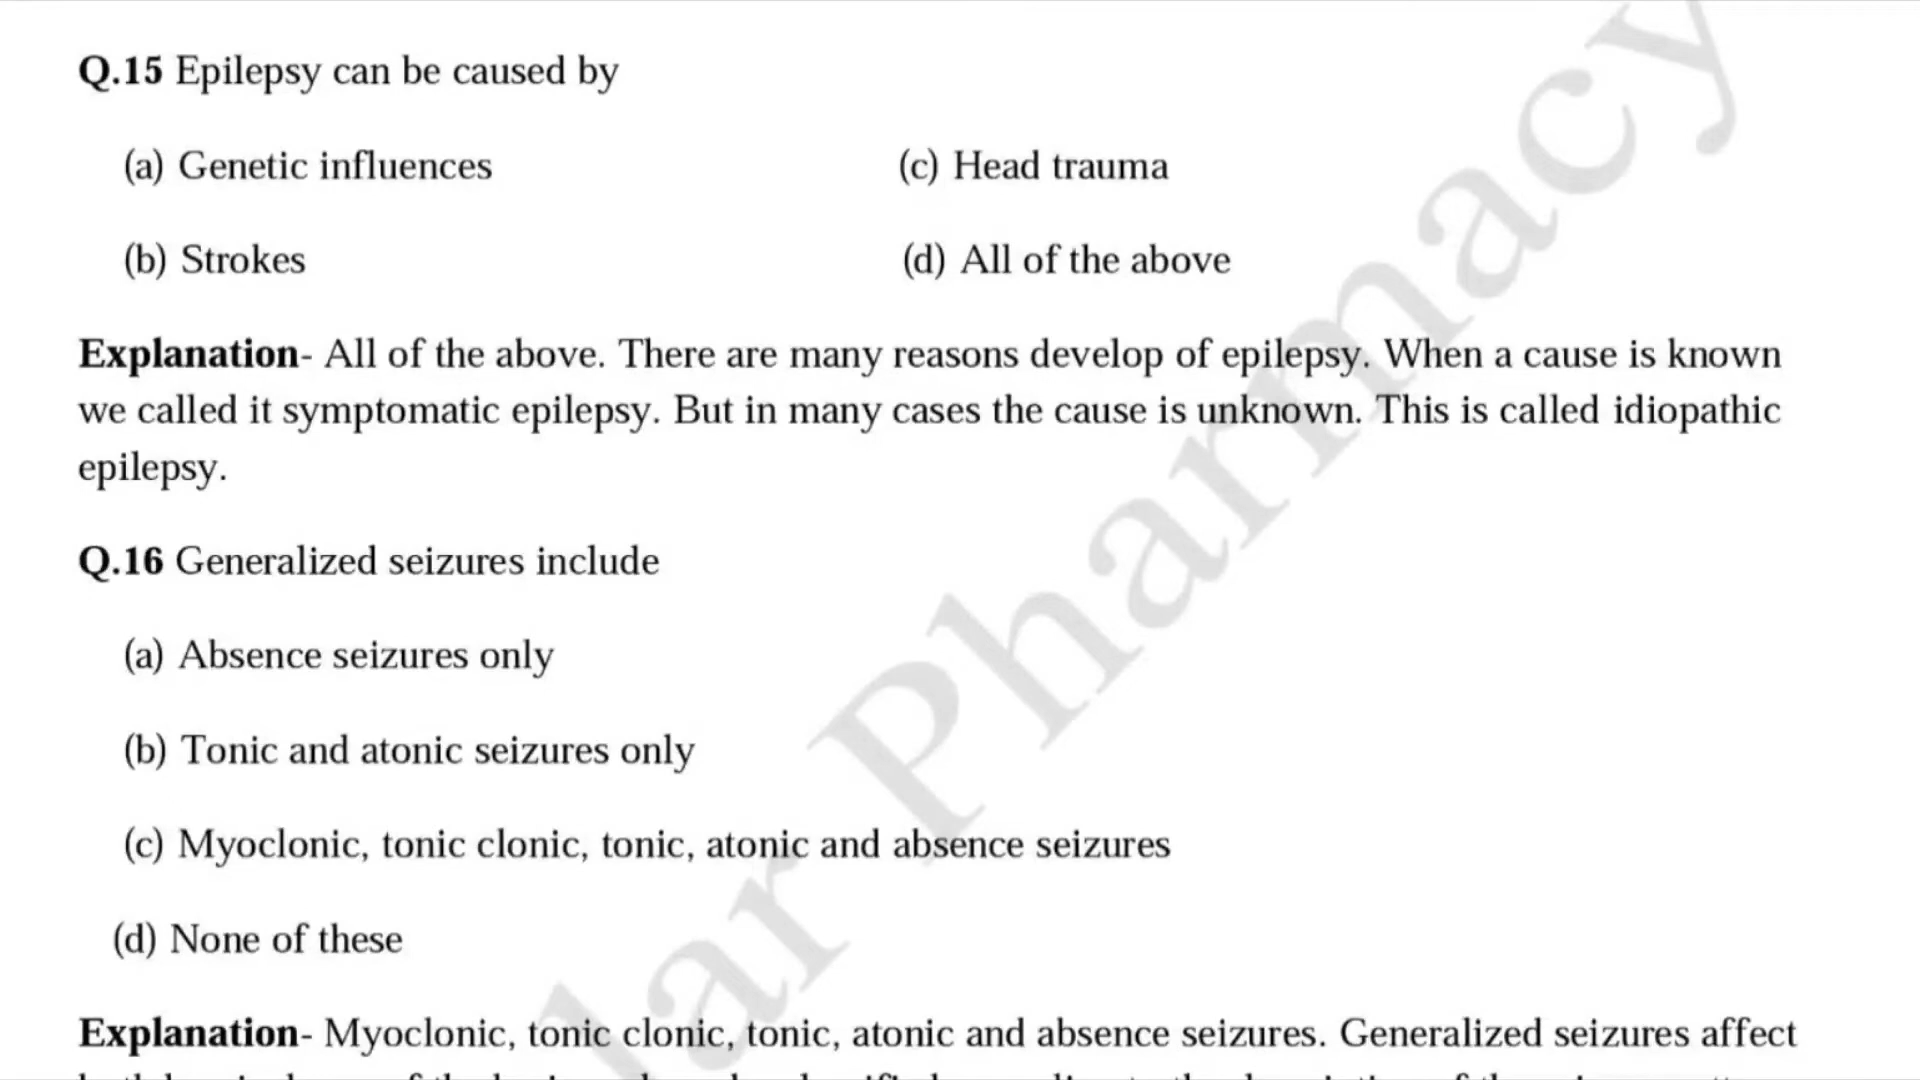 Q.15 Epilepsy can be caused by
(a) Genetic influences
(c) Head trauma
(b) Strokes
(d) All of the above
Explanation- All of the above. There are many reasons develop of epilepsy. When a cause is known
we called it symptomatic epilepsy. But in many cases the cause is unknown. This is called idiopathic
epilepsy.
Q.16 Generalized seizures include
(a) Absence seizures only
(b) Tonic and atonic seizures only
(c) Myoclonic, tonic clonic, tonic, atonic and absence seizures
(d) None of these
Explanation- Myoclonic, tonic clonic, tonic, atonic and absence seizures. Generalized seizures affect
Pharmacy